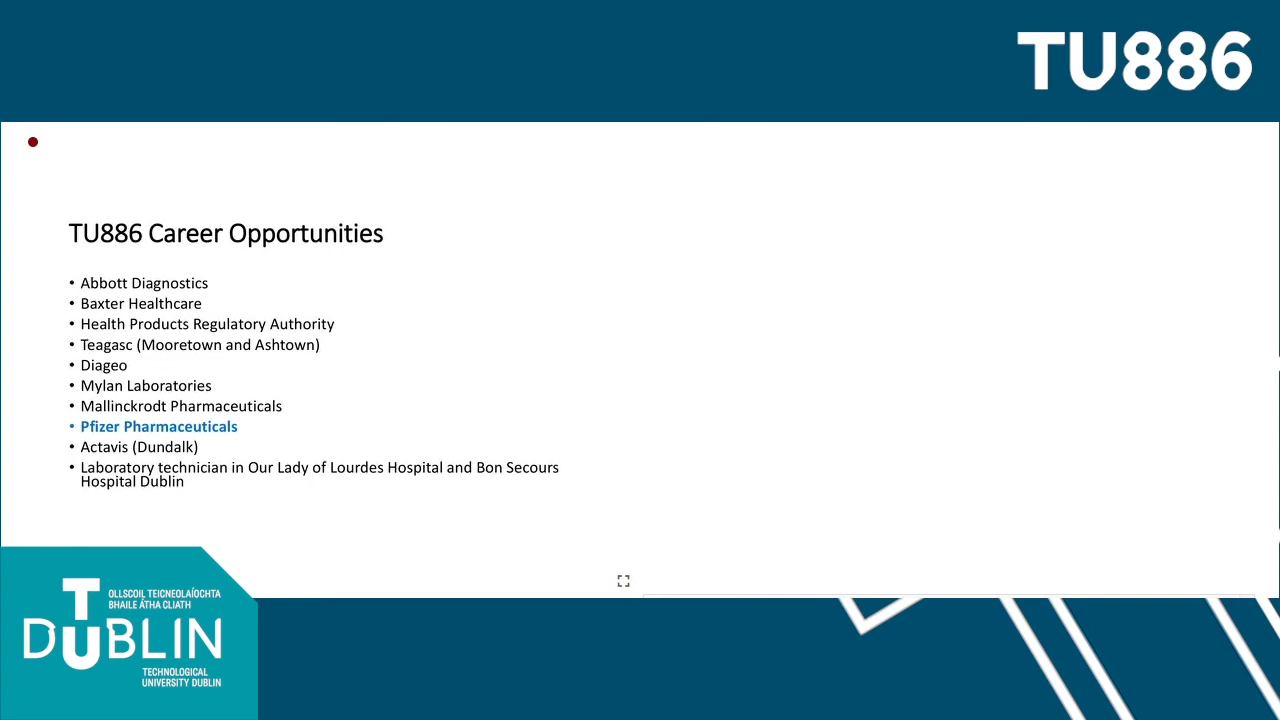 TU886
TU886 Career Opportunities
• Abbott Diagnostics
• Baxter Healthcare
• Health Products Regulatory Authority
• Teagasc (Mooretown and Ashtown)
• Diageo
• Mylan Laboratories
• Mallinckrodt Pharmaceuticals
• Pfizer Pharmaceuticals
• Actavis (Dundalk)
• Laboratory technician in Our Lady of Lourdes Hospital and Bon Secours
Hospital Dublin
OLLSCOIL TEICNEOLAÍOCHTA
BHAILE ÁTHA CLIATH
TU DUBLIN
TECHNOLOGICAL
UNIVERSITY DUBLIN